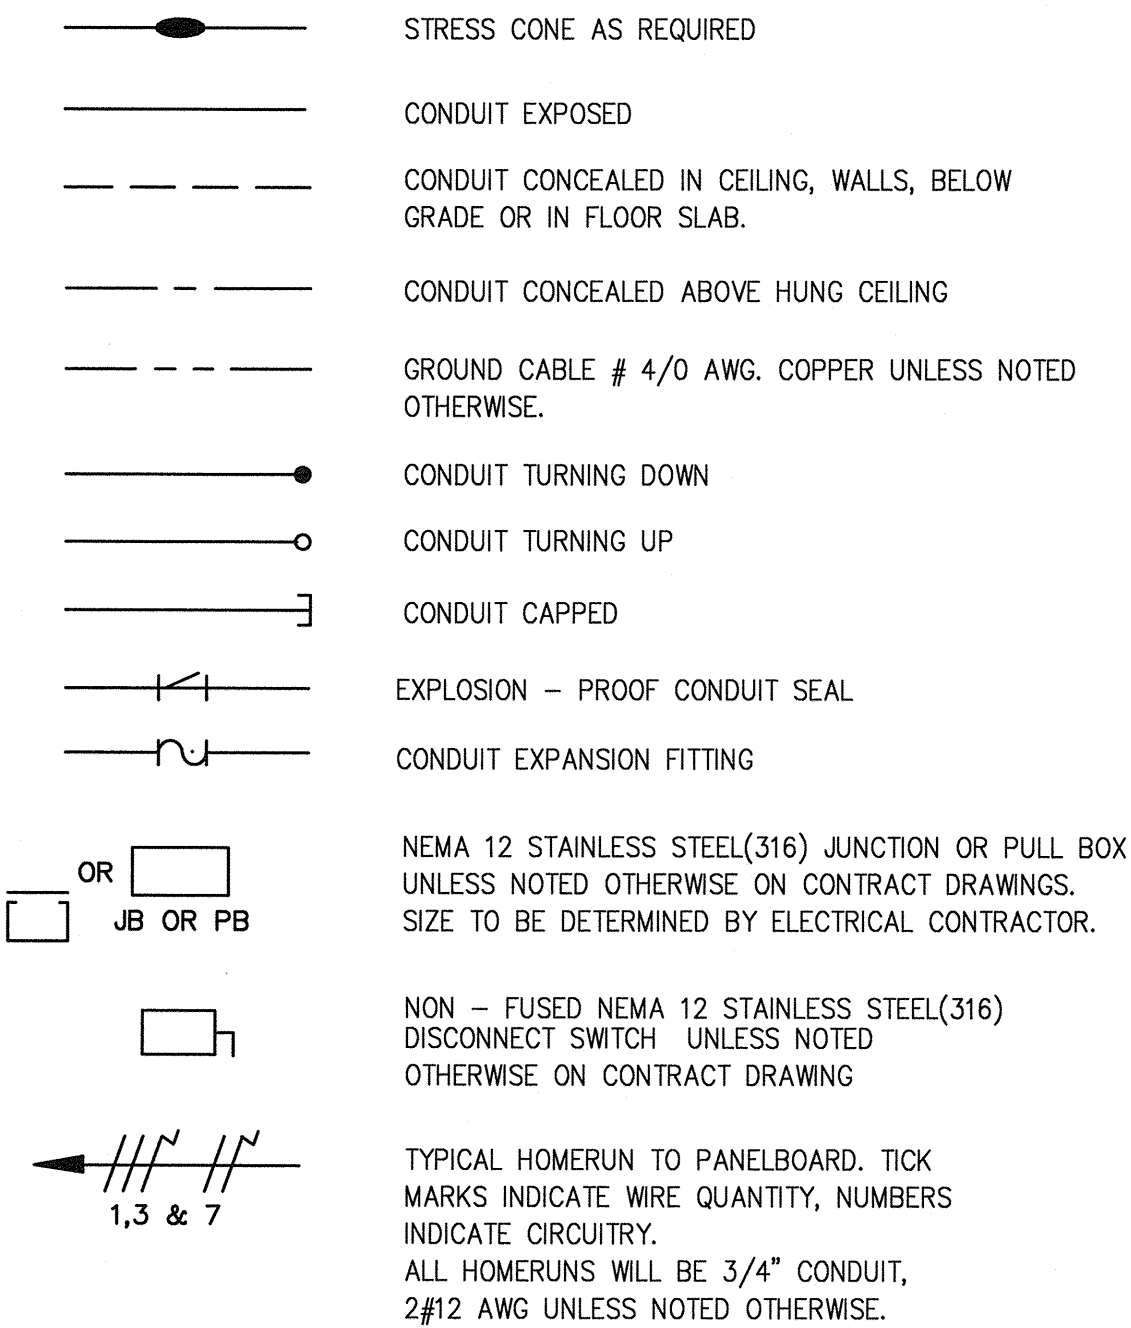 STRESS CONE AS REQUIRED
CONDUIT EXPOSED
CONDUIT CONCEALED IN CEILING, WALLS, BELOW
GRADE OR IN FLOOR SLAB.
CONDUIT CONCEALED ABOVE HUNG CEILING
GROUND CABLE # 4/0 AWG. COPPER UNLESS NOTED
OTHERWISE.
CONDUIT TURNING DOWN
CONDUIT TURNING UP
CONDUIT CAPPED
EXPLOSION – PROOF CONDUIT SEAL
CONDUIT EXPANSION FITTING
OR
JB OR PB
NEMA 12 STAINLESS STEEL(316) JUNCTION OR PULL BOX
UNLESS NOTED OTHERWISE ON CONTRACT DRAWINGS.
SIZE TO BE DETERMINED BY ELECTRICAL CONTRACTOR.
NON – FUSED NEMA 12 STAINLESS STEEL(316)
DISCONNECT SWITCH UNLESS NOTED
OTHERWISE ON CONTRACT DRAWING
1,3 & 7
TYPICAL HOMERUN TO PANELBOARD. TICK
MARKS INDICATE WIRE QUANTITY, NUMBERS
INDICATE CIRCUITRY.
ALL HOMERUNS WILL BE 3/4" CONDUIT,
2#12 AWG UNLESS NOTED OTHERWISE.